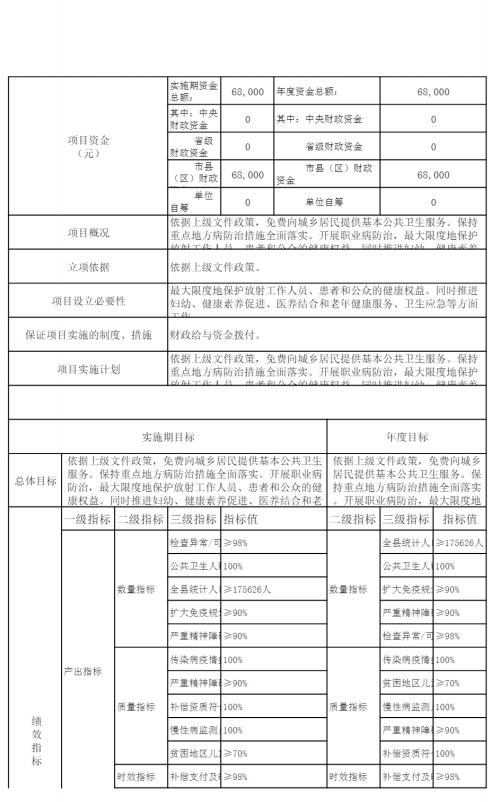 项目资金
（元）
实施期资金
总额：
68,000
年度资金总额：
68,000
其中：中央
财政资金
0
其中：中央财政资金
0
省级
财政资金
0
省级财政资金
0
市县
（区）财政
68,000
市县（区）财政
资金
68,000
单位
自筹
0
单位自筹
0
项目概况
依据上级文件政策，免费向城乡居民提供基本公共卫生服务。保持
重点地方病防治措施全面落实。开展职业病防治，最大限度地保护
放射工作人员、患者和公众的健康权益。同时推进妇幼、健康素养
立项依据
依据上级文件政策。
项目设立必要性
最大限度地保护放射工作人员、患者和公众的健康权益。同时推进
妇幼、健康素养促进、医养结合和老年健康服务、卫生应急等方面
工作
保证项目实施的制度、措施
财政给与资金拨付。
项目实施计划
依据上级文件政策，免费向城乡居民提供基本公共卫生服务。保持
重点地方病防治措施全面落实。开展职业病防治，最大限度地保护
放射工作人员、患者和公众的健康权益。同时推进妇幼、健康素养
实施期目标
年度目标
总体目标
依据上级文件政策，免费向城乡居民提供基本公共卫生
服务。保持重点地方病防治措施全面落实。开展职业病
防治，最大限度地保护放射工作人员、患者和公众的健
康权益。同时推进妇幼、健康素养促进、医养结合和老
依据上级文件政策，免费向城乡
居民提供基本公共卫生服务。保
持重点地方病防治措施全面落实
。开展职业病防治，最大限度地
绩
效
指
标
一级指标
二级指标
三级指标
指标值
二级指标
三级指标
指标值
产出指标
数量指标
检查异常/可
≥98%
数量指标
全县统计人
≥175626人
公共卫生人
100%
公共卫生人
100%
全县统计人
≥175626人
扩大免疫规
≥90%
扩大免疫规
≥90%
严重精神障
≥90%
严重精神障
≥90%
检查异常/可
≥98%
质量指标
传染病疫情
100%
质量指标
传染病疫情
100%
严重精神障
≥90%
贫困地区儿
≥70%
补偿资质符
100%
慢性病监测
100%
慢性病监测
100%
严重精神障
≥90%
贫困地区儿
≥70%
补偿资质符
100%
时效指标
补偿支付及
≥98%
时效指标
补偿支付及
≥98%